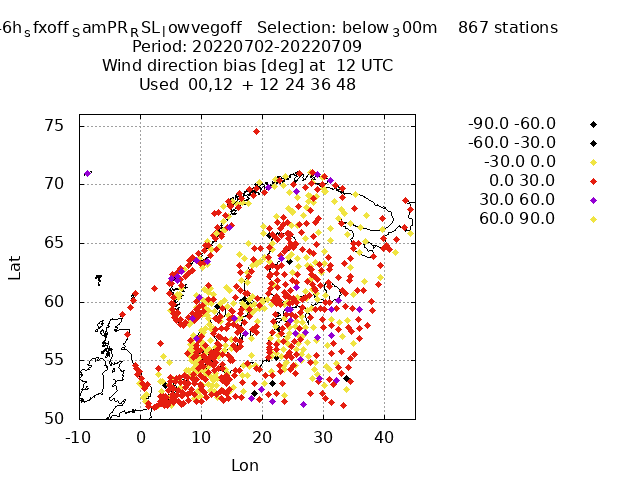 46h_sfxoff_samPR_RSL_lowvegoff Selection: below_300m 867 stations
Period: 20220702-20220709
Wind direction bias [deg] at 12 UTC
Used 00,12 + 12 24 36 48
-90.0 -60.0
-60.0 -30.0
-30.0 0.0
0.0 30.0
30.0 60.0
60.0 90.0
75
70
65
60
55
50
Lat
-10 0 10 20 30 40
Lon